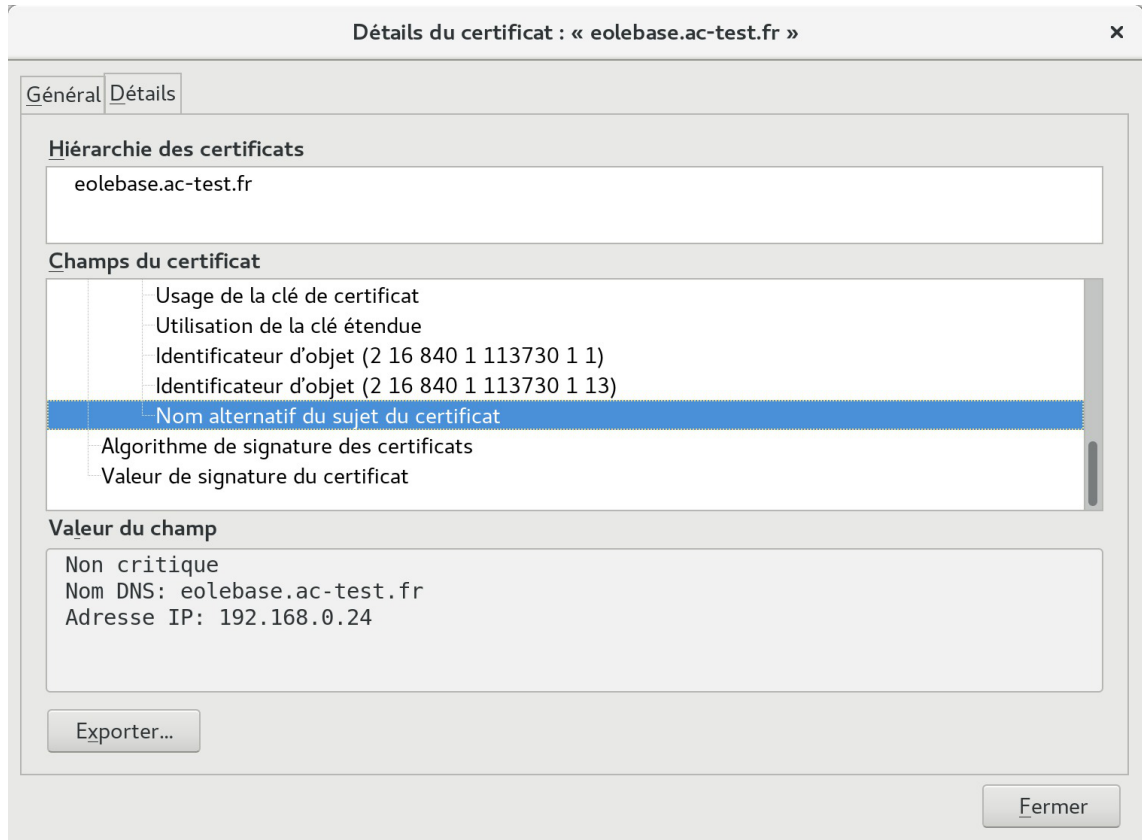 Détails du certificat : « eolebase.ac-test.fr »
×
Général Détails
Hiérarchie des certificats
eolebase.ac-test.fr
Champs du certificat
Usage de la clé de certificat
Utilisation de la clé étendue
Identificateur d'objet (2 16 840 1 113730 1 1)
Identificateur d'objet (2 16 840 1 113730 1 13)
Nom alternatif du sujet du certificat
Algorithme de signature des certificats
Valeur de signature du certificat
Valeur du champ
Non critique
Nom DNS: eolebase.ac-test.fr
Adresse IP: 192.168.0.24
Exporter...
Fermer